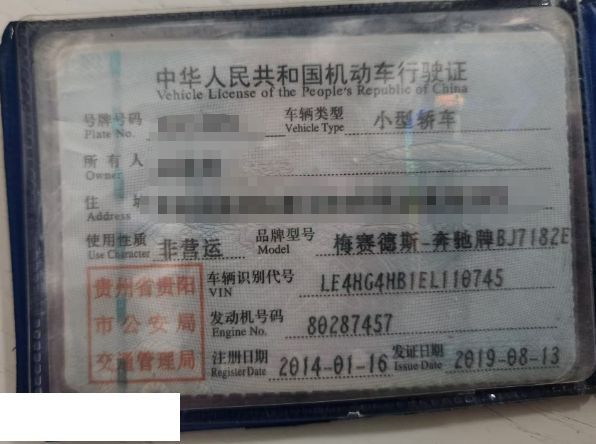 中华人民共和国机动车行驶证
Vehicle License of the People's Republic of China
号牌号码 Plate No. 车辆类型 Vehicle Type 小型轿车
所有人 Owner
住 址 Address
使用性质 Use Character 非营运 品牌型号 Model 梅赛德斯-奔驰牌BJ7182E
贵州省贵阳
市公安局
交通管理局
车辆识别代号 VIN LE4HG4HB1EL110745
发动机号码 Engine No. 80287457
注册日期 Register Date 2014-01-16 发证日期 Issue Date 2019-08-13